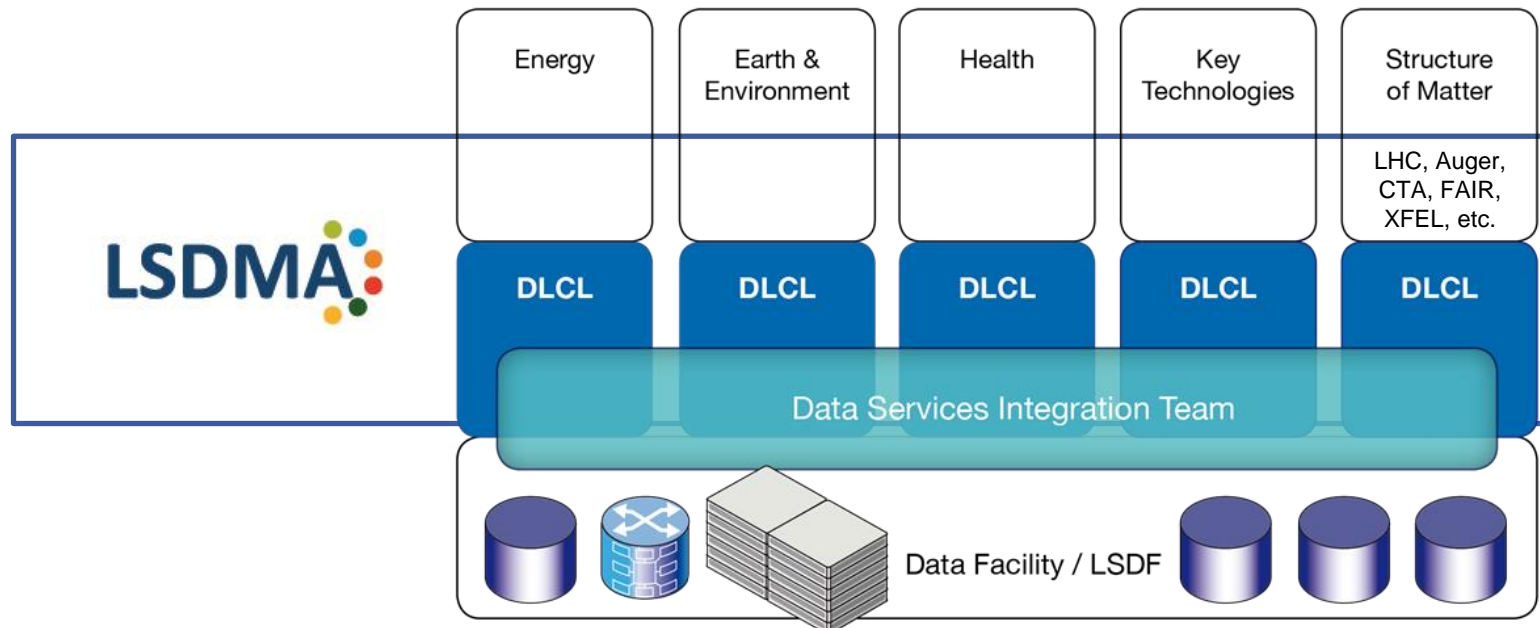 Energy
Earth &
Environment
Health
Key
Technologies
Structure
of Matter
LHC, Auger,
CTA, FAIR,
XFEL, etc.
LSDMA
DLCL
DLCL
DLCL
DLCL
DLCL
Data Services Integration Team
Data Facility / LSDF